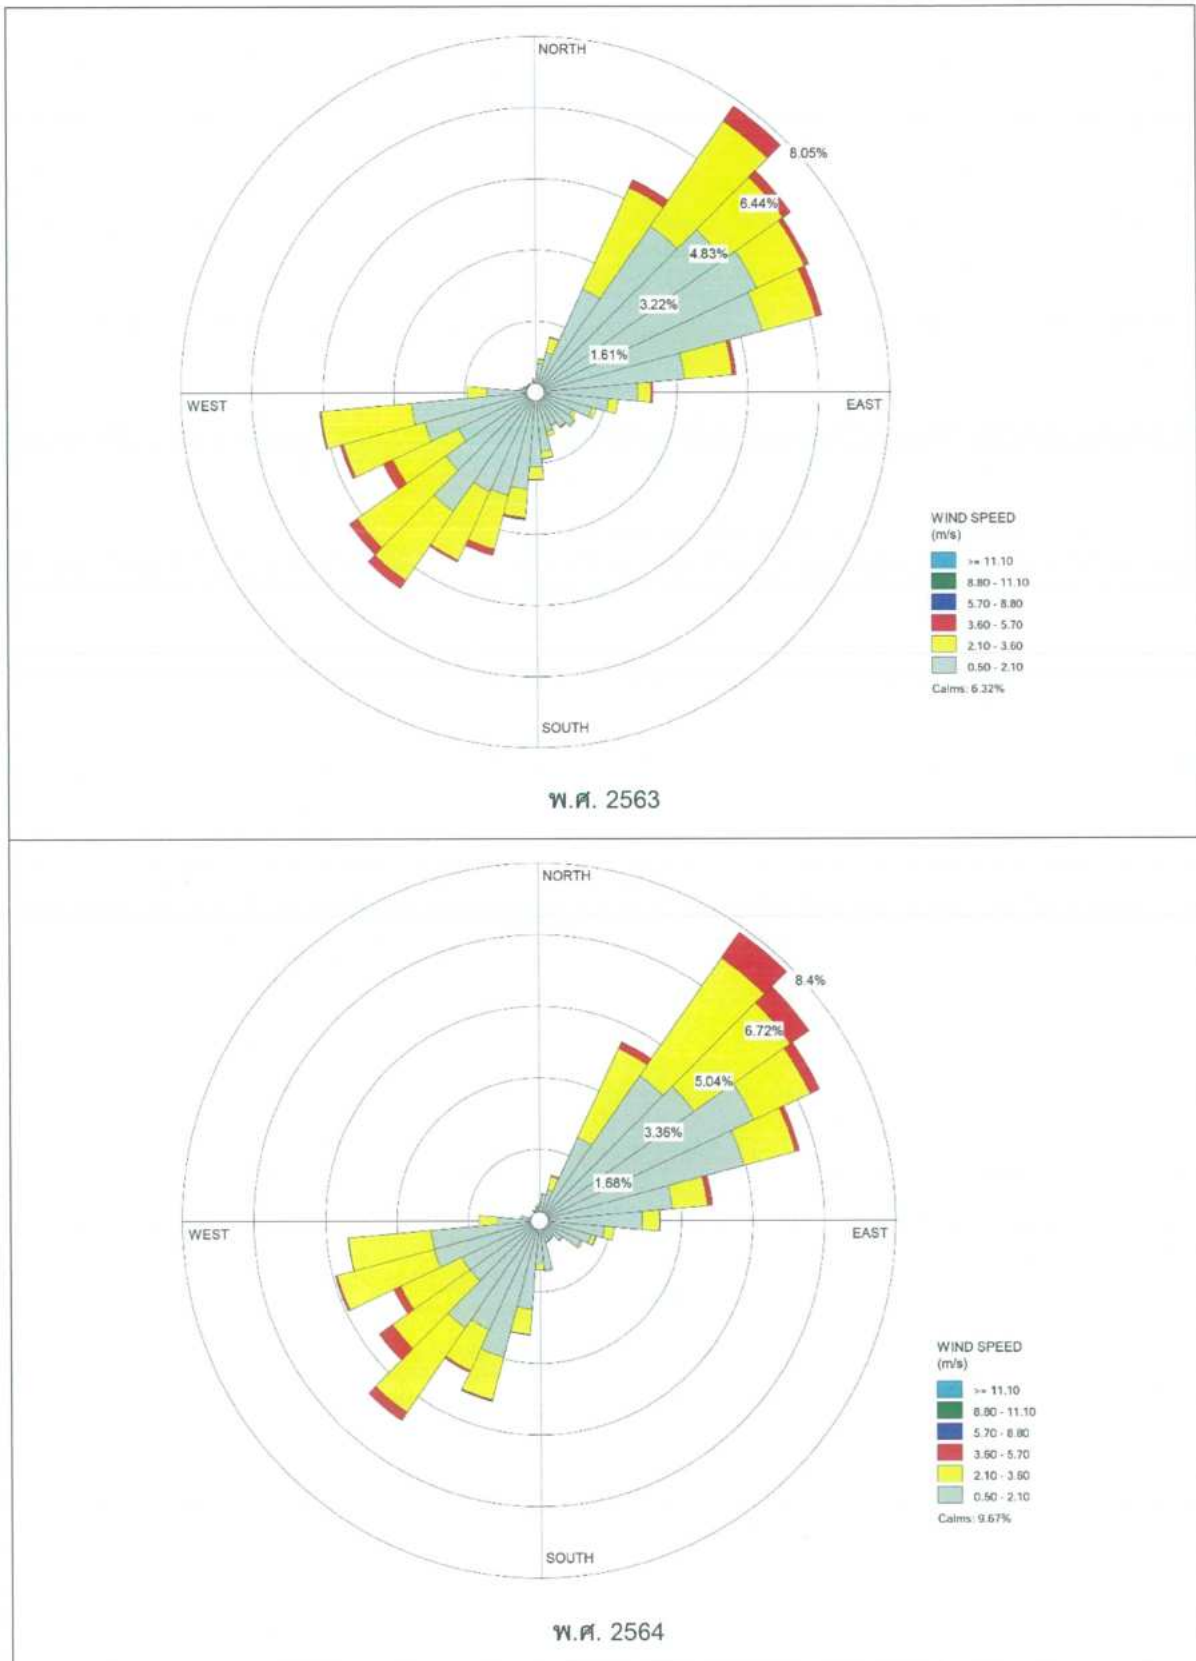 NORTH
8.05%
6.44%
4.83%
3.22%
1.61%
WEST
EAST
WIND SPEED
(m/s)
>= 11.10
8.80 - 11.10
5.70 - 8.80
3.60 - 5.70
2.10 - 3.60
0.50 - 2.10
Calms: 6.32%
SOUTH
พ.ศ. 2563
NORTH
8.4%
6.72%
5.04%
3.36%
1.68%
WEST
EAST
WIND SPEED
(m/s)
>= 11.10
8.80 - 11.10
5.70 - 8.80
3.60 - 5.70
2.10 - 3.60
0.50 - 2.10
Calms: 9.67%
SOUTH
พ.ศ. 2564